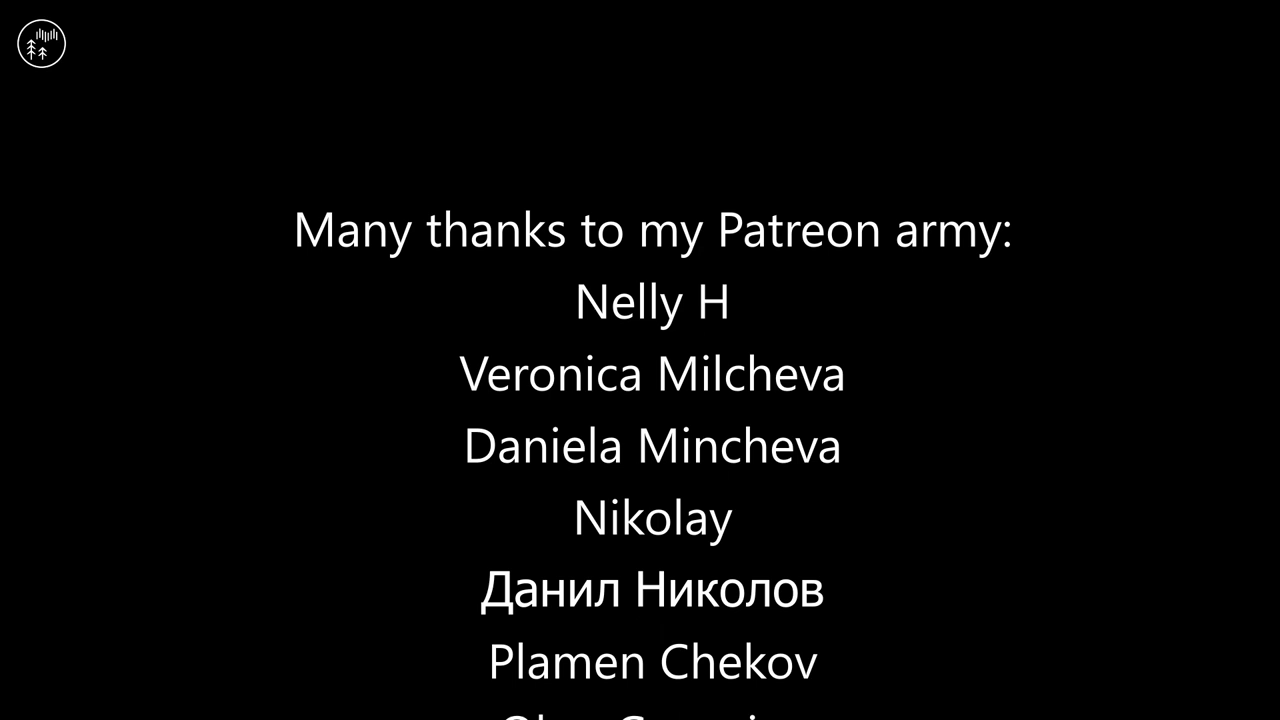 Many thanks to my Patreon army:
Nelly H
Veronica Milcheva
Daniela Mincheva
Nikolay
Данил Николов
Plamen Chekov